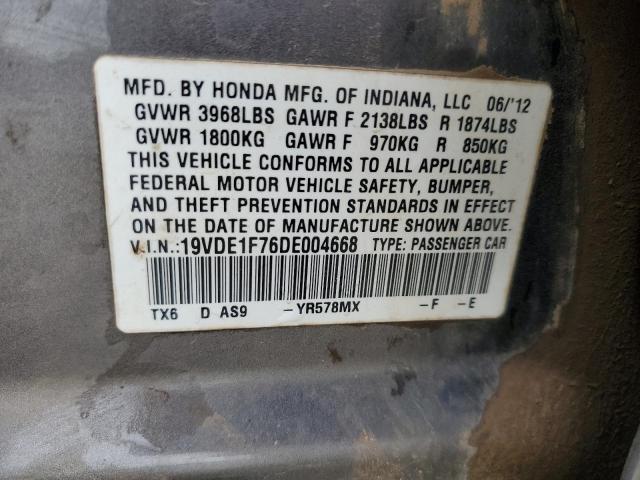 MFD. BY HONDA MFG. OF INDIANA, LLC 06/'12
GVWR 3968LBS GAWR F 2138LBS R 1874LBS
GVWR 1800KG GAWR F 970KG R 850KG
THIS VEHICLE CONFORMS TO ALL APPLICABLE
FEDERAL MOTOR VEHICLE SAFETY, BUMPER,
AND THEFT PREVENTION STANDARDS IN EFFECT
ON THE DATE OF MANUFACTURE SHOWN ABOVE.
V.I.N.:19VDE1F76DE004668 TYPE: PASSENGER CAR
TX6 D AS9 -YR578MX -F -E